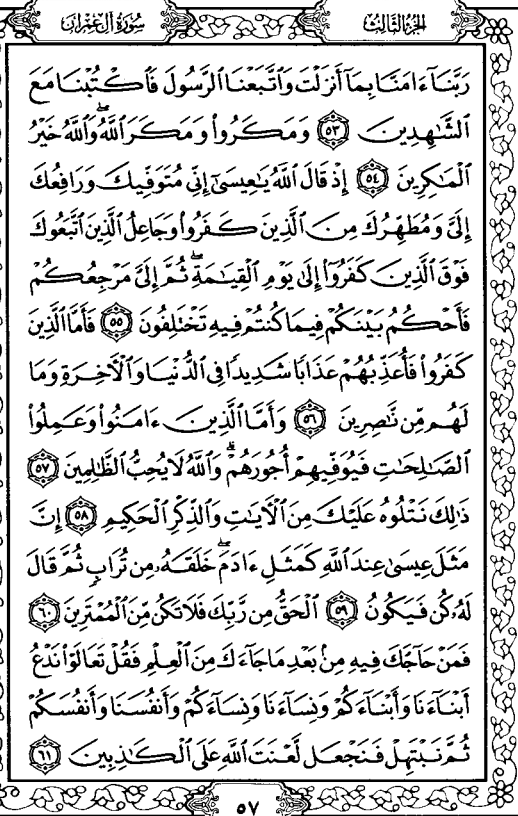 الجزء الثالث
سورة آل عمران
رَبَّنَآ ءَامَنَّا بِمَآ أَنزَلْتَ وَٱتَّبَعْنَا ٱلرَّسُولَ فَٱكْتُبْنَا مَعَ
ٱلشَّٰهِدِينَ ٥٣ وَمَكَرُوا۟ وَمَكَرَ ٱللَّهُ ۖ وَٱللَّهُ خَيْرُ
ٱلْمَٰكِرِينَ ٥٤ إِذْ قَالَ ٱللَّهُ يَٰعِيسَىٰٓ إِنِّى مُتَوَفِّيكَ وَرَافِعُكَ
إِلَىَّ وَمُطَهِّرُكَ مِنَ ٱلَّذِينَ كَفَرُوا۟ وَجَاعِلُ ٱلَّذِينَ ٱتَّبَعُوكَ
فَوْقَ ٱلَّذِينَ كَفَرُوٓا۟ إِلَىٰ يَوْمِ ٱلْقِيَٰمَةِ ۖ ثُمَّ إِلَىَّ مَرْجِعُكُمْ
فَأَحْكُمُ بَيْنَكُمْ فِيمَا كُنتُمْ فِيهِ تَخْتَلِفُونَ ٥٥ فَأَمَّا ٱلَّذِينَ
كَفَرُوا۟ فَأُعَذِّبُهُمْ عَذَابًا شَدِيدًا فِى ٱلدُّنْيَا وَٱلْءَاخِرَةِ وَمَا
لَهُم مِّن نَّٰصِرِينَ ٥٦ وَأَمَّا ٱلَّذِينَ ءَامَنُوا۟ وَعَمِلُوا۟
ٱلصَّٰلِحَٰتِ فَيُوَفِّيهِمْ أُجُورَهُمْ ۗ وَٱللَّهُ لَا يُحِبُّ ٱلظَّٰلِمِينَ ٥٧
ذَٰلِكَ نَتْلُوهُ عَلَيْكَ مِنَ ٱلْءَايَٰتِ وَٱلذِّكْرِ ٱلْحَكِيمِ ٥٨ إِنَّ
مَثَلَ عِيسَىٰ عِندَ ٱللَّهِ كَمَثَلِ ءَادَمَ ۖ خَلَقَهُۥ مِن تُرَابٍ ثُمَّ قَالَ
لَهُۥ كُن فَيَكُونُ ٥٩ ٱلْحَقُّ مِن رَّبِّكَ فَلَا تَكُن مِّنَ ٱلْمُمْتَرِينَ ٦٠
فَمَنْ حَآجَّكَ فِيهِ مِنۢ بَعْدِ مَا جَآءَكَ مِنَ ٱلْعِلْمِ فَقُلْ تَعَالَوْا۟ نَدْعُ
أَبْنَآءَنَا وَأَبْنَآءَكُمْ وَنِسَآءَنَا وَنِسَآءَكُمْ وَأَنفُسَنَا وَأَنفُسَكُمْ
ثُمَّ نَبْتَهِلْ فَنَجْعَل لَّعْنَتَ ٱللَّهِ عَلَى ٱلْكَٰذِبِينَ ٦١
٥٧